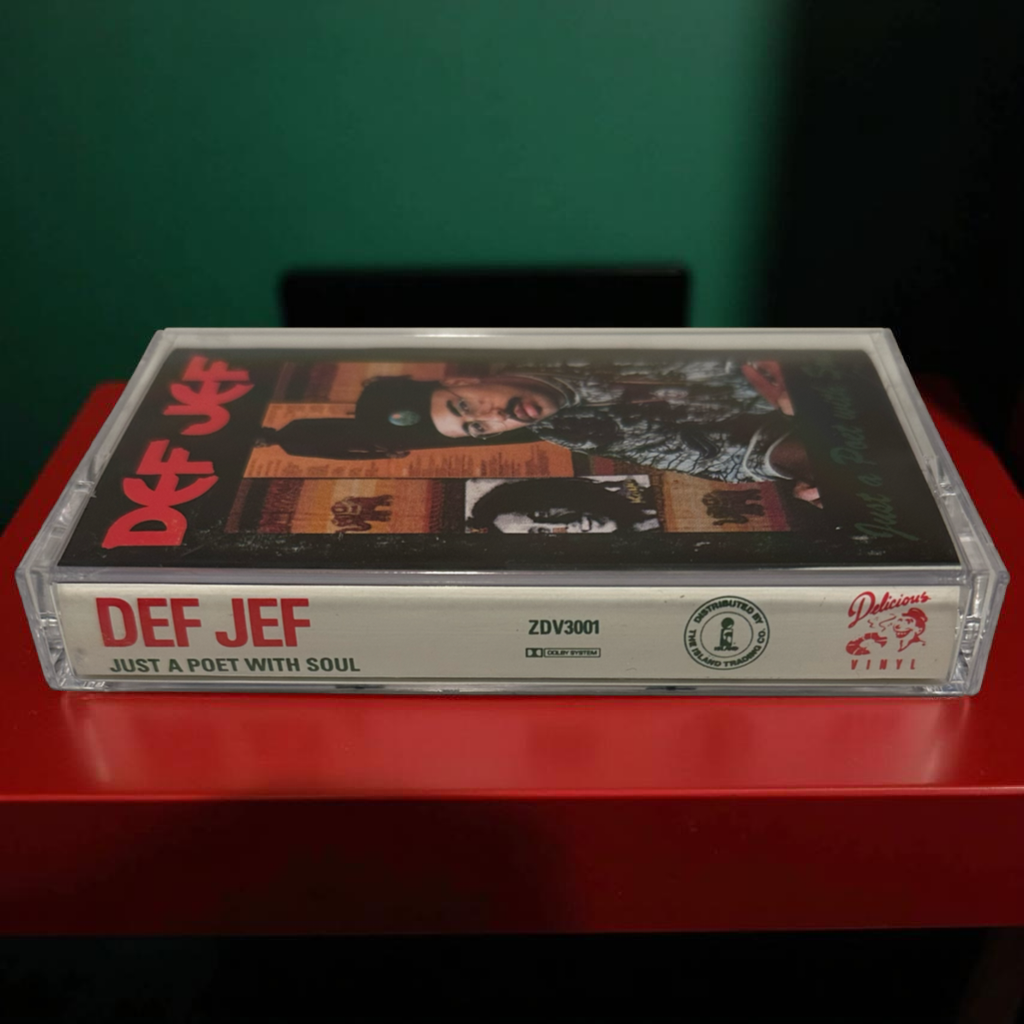 DEF JEF
Just a Poet with
DEF JEF
JUST A POET WITH SOUL
ZDV3001
DOLBY SYSTEM
DISTRIBUTED BY
THE ISLAND TRADING CO.
Delicious
VINYL